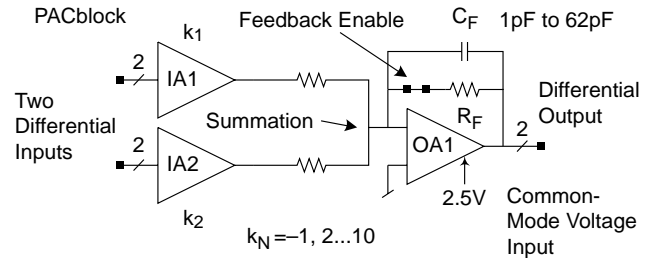 PACblock
Feedback Enable
CF 1pF to 62pF
k1
2
IA1
Two
Differential
Inputs
Summation
RF
Differential
Output
2
IA2
OA1
2
k2
2.5V
Common-
Mode Voltage
Input
kN =–1, 2...10